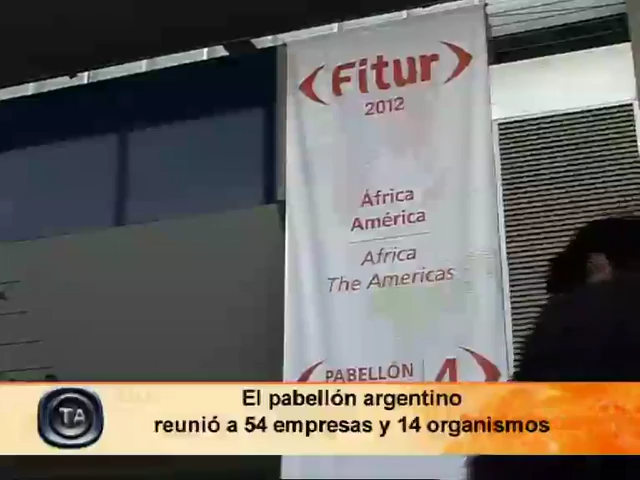 Fitur
2012
África
América
Africa
The Americas
PABELLÓN 4
El pabellón argentino
TA
reunió a 54 empresas y 14 organismos